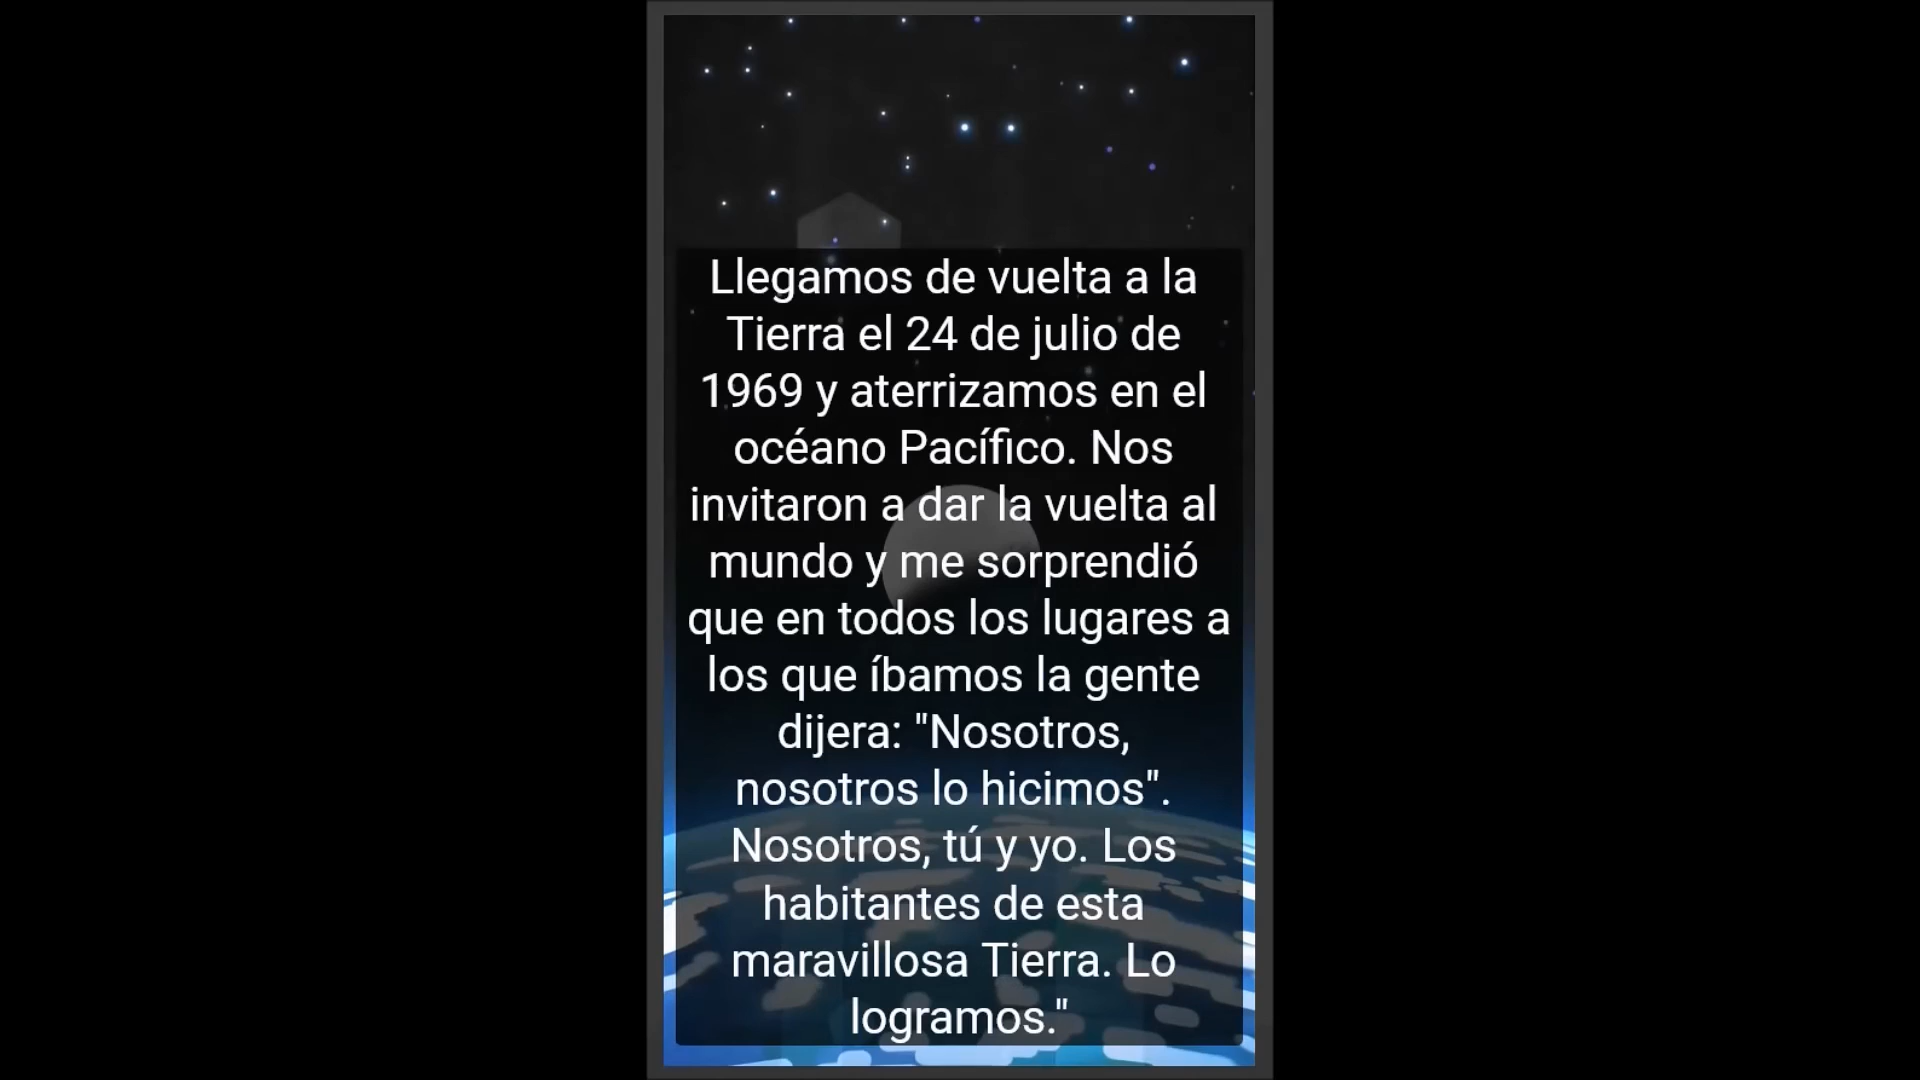 Llegamos de vuelta a la
Tierra el 24 de julio de
1969 y aterrizamos en el
océano Pacífico. Nos
invitaron a dar la vuelta al
mundo y me sorprendió
que en todos los lugares a
los que íbamos la gente
dijera: "Nosotros,
nosotros lo hicimos".
Nosotros, tú y yo. Los
habitantes de esta
maravillosa Tierra. Lo
logramos."